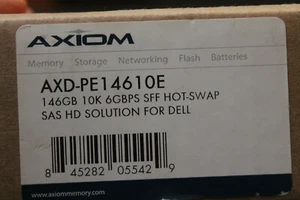 AXIOM
Memory Storage Networking Flash Batteries
AXD-PE14610E
146GB 10K 6GBPS SFF HOT-SWAP
SAS HD SOLUTION FOR DELL
8 45282 05542 9
www.axiommemory.com